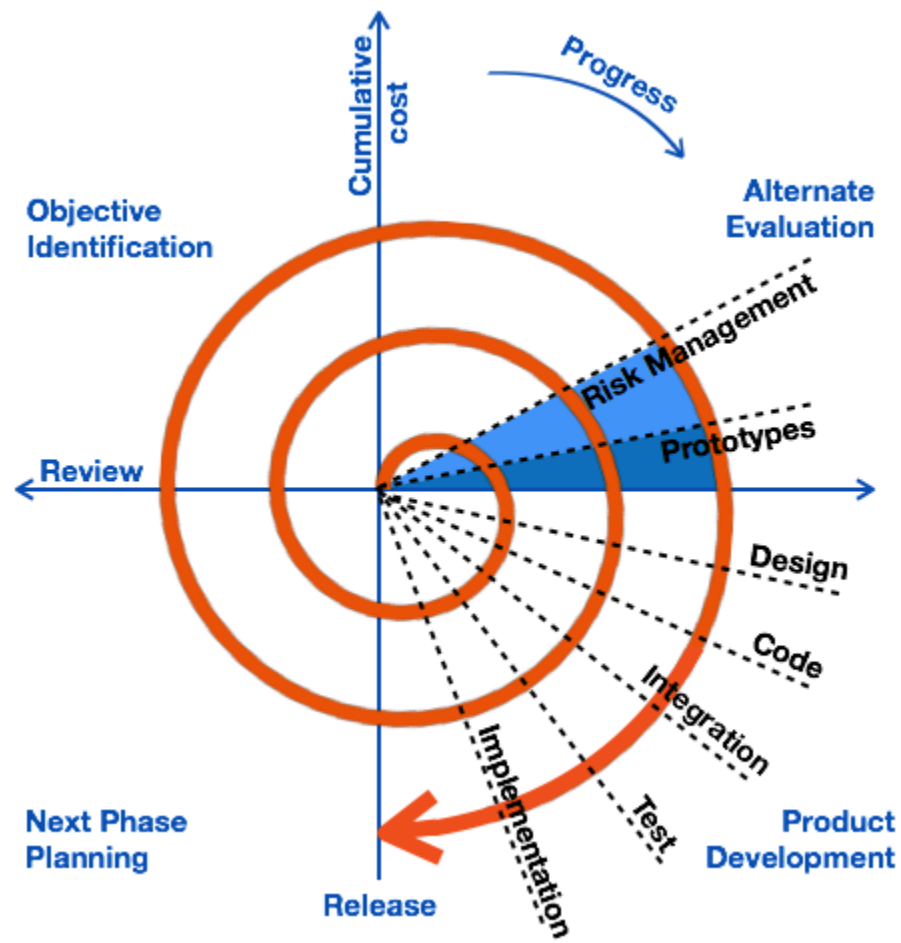 Cumulative
cost
Progress
Objective
Identification
Alternate
Evaluation
Risk Management
Prototypes
Review
Design
Code
Integration
Test
Implementation
Next Phase
Planning
Product
Development
Release